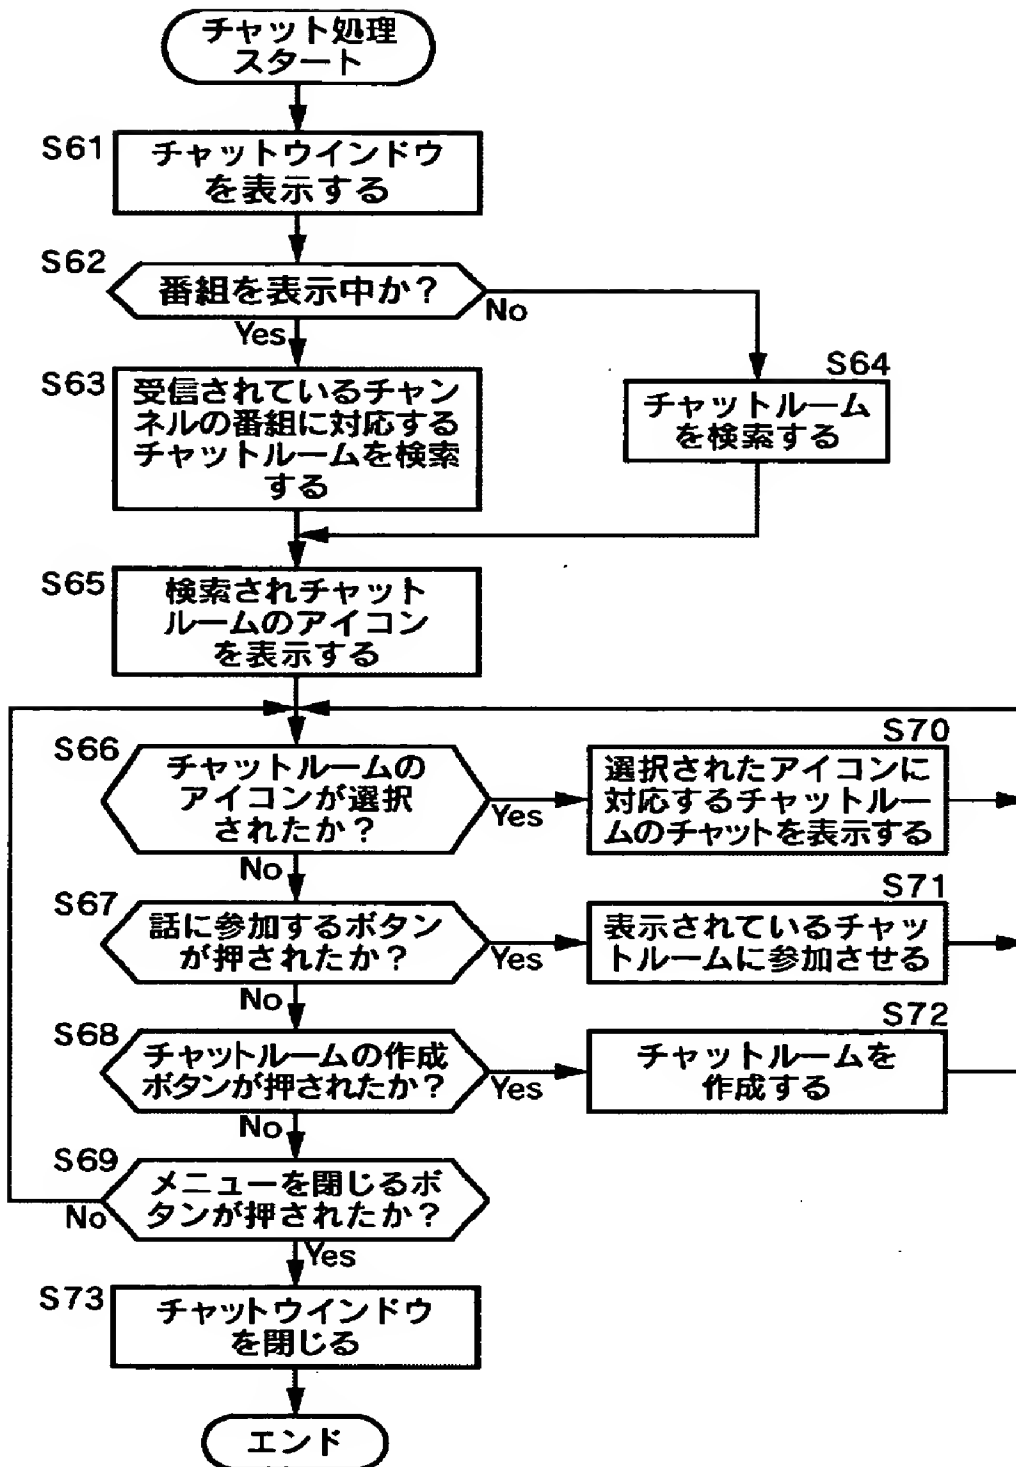 チャット処理
スタート
S61
チャットウインドウ
を表示する
S62
番組を表示中か?
No
Yes
S63
受信されているチャン
ネルの番組に対応する
チャットルームを検索
する
S64
チャットルーム
を検索する
S65
検索されチャット
ルームのアイコン
を表示する
S66
チャットルームの
アイコンが選択
されたか?
Yes
No
S70
選択されたアイコンに
対応するチャットルー
ムのチャットを表示する
S67
話に参加するボタン
が押されたか?
Yes
No
S71
表示されているチャッ
トルームに参加させる
S68
チャットルームの作成
ボタンが押されたか?
Yes
No
S72
チャットルームを
作成する
S69
メニューを閉じるボ
タンが押されたか?
No
Yes
S73
チャットウインドウ
を閉じる
エンド